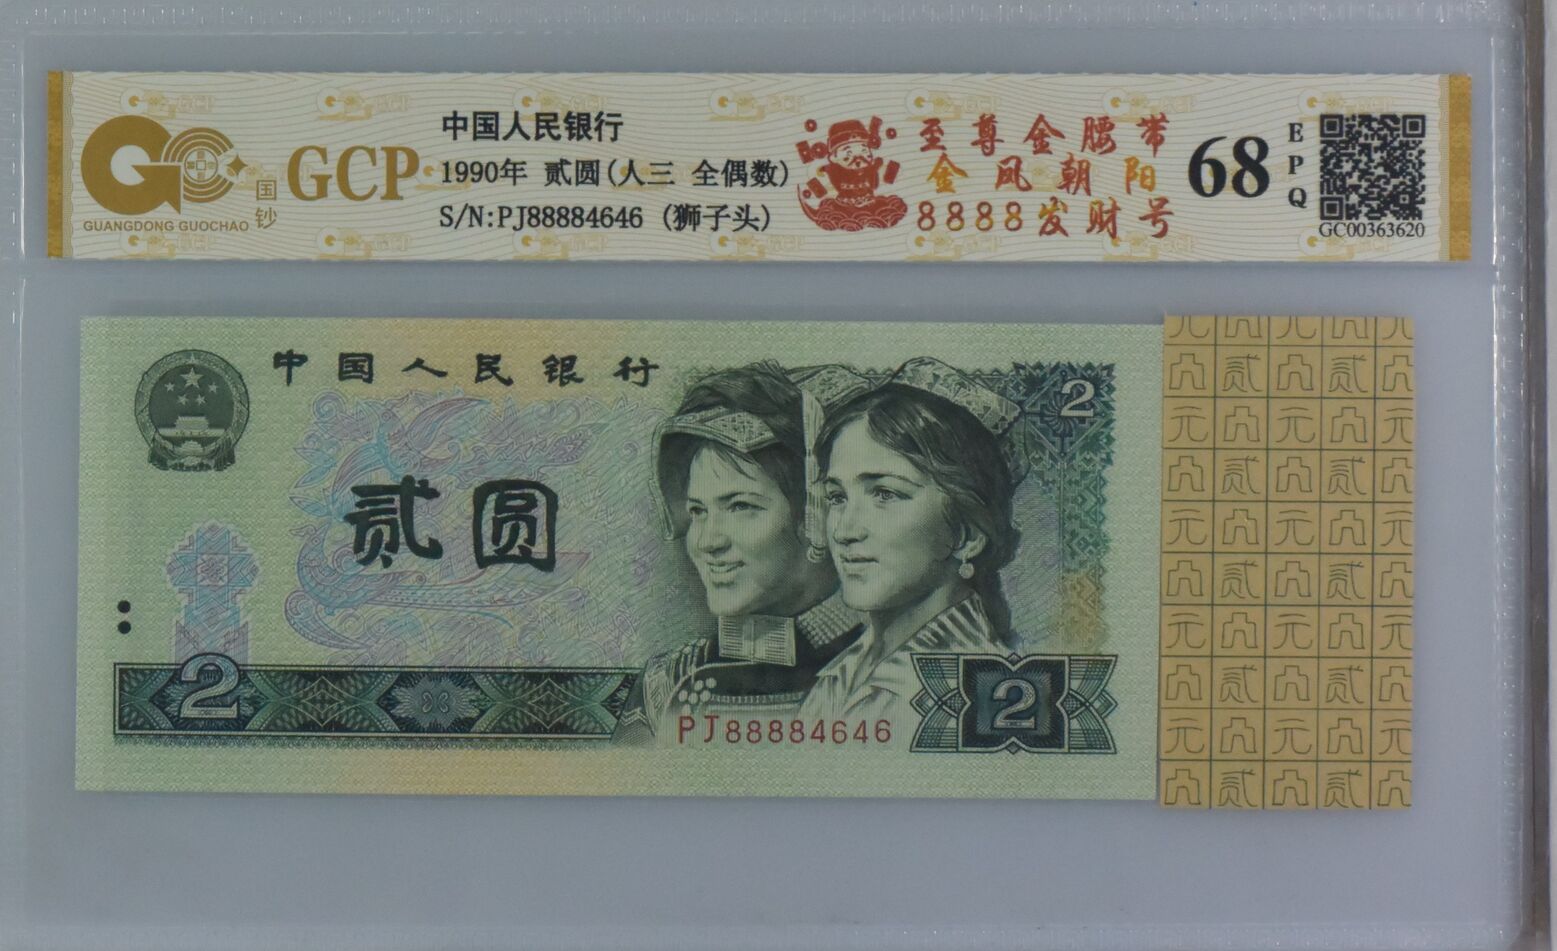 GCP
国钞
GUANGDONG GUOCHAO
中国人民银行
1990年 贰圆(人三 全偶数)
S/N:PJ88884646 (狮子头)
至尊金腰带
金凤朝阳
8888发财号
68
EPQ
GC00363620
中国人民银行
2
贰圆
2
PJ88884646
2